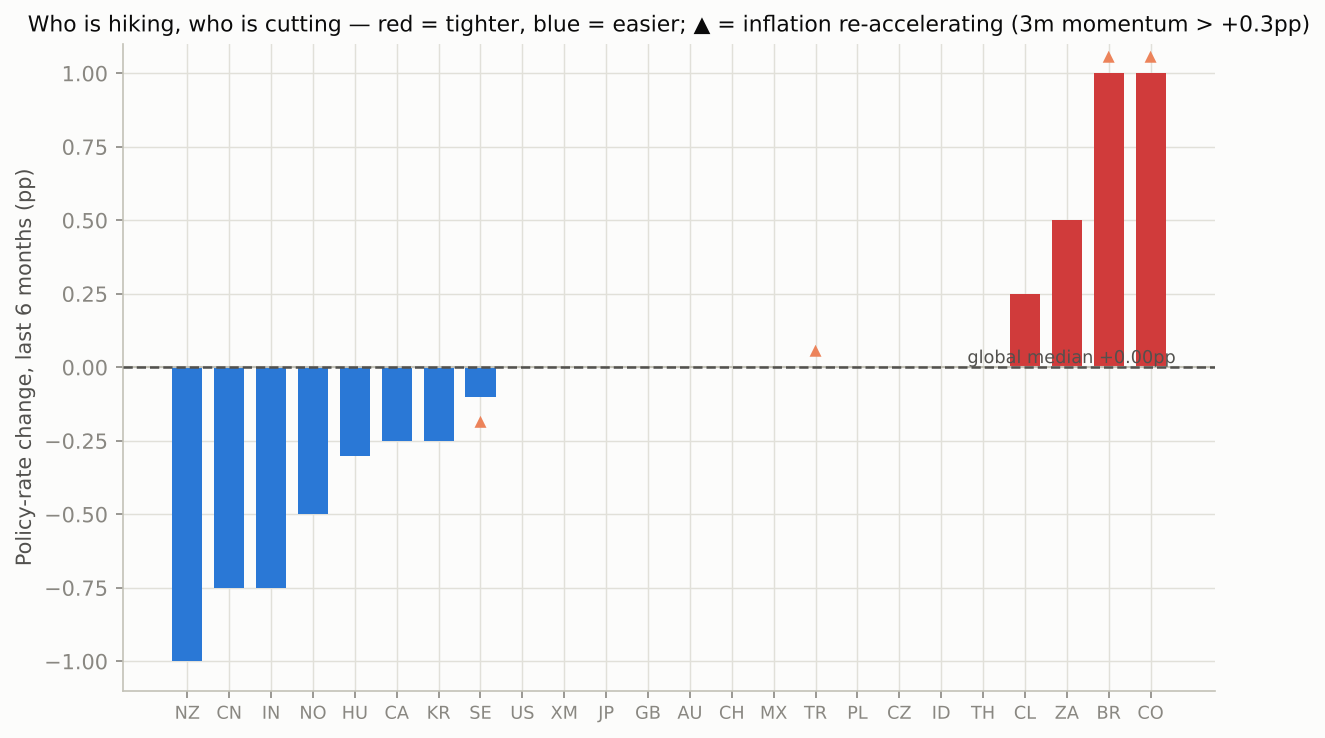 Who is hiking, who is cutting — red = tighter, blue = easier; ▲ = inflation re-accelerating (3m momentum > +0.3pp)
Policy-rate change, last 6 months (pp)
1.00
0.75
0.50
0.25
0.00
−0.25
−0.50
−0.75
−1.00
global median +0.00pp
NZ CN IN NO HU CA KR SE US XM JP GB AU CH MX TR PL CZ ID TH CL ZA BR CO